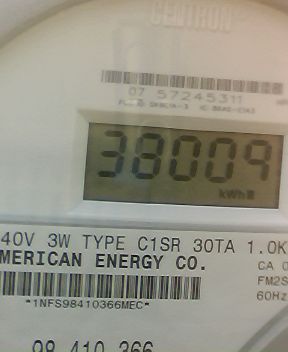 CENTRON
07 57245311
38009
kWh
40V 3W TYPE C1SR 30TA 1.0K
MERICAN ENERGY CO.
CA 0
FM2S
60Hz
*1NFS98410366MEC*
98 410 366